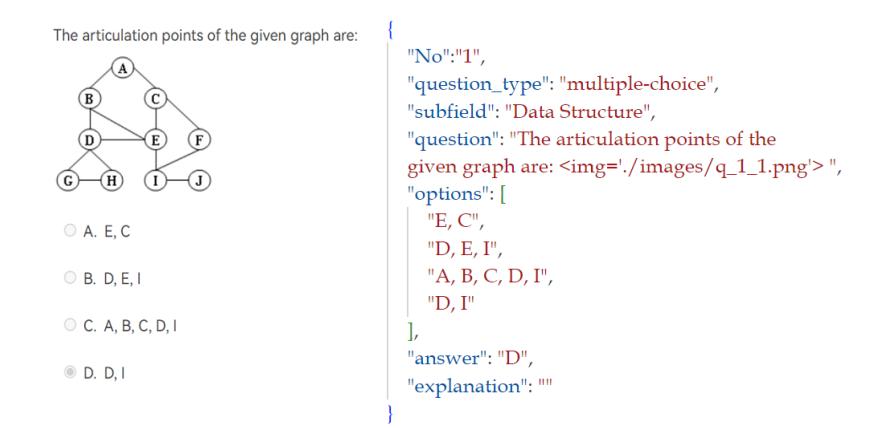 The articulation points of the given graph are:
A
B
C
D
E
F
G
H
I
J
A. E, C
B. D, E, I
C. A, B, C, D, I
D. D, I
{
"No":"1",
"question_type": "multiple-choice",
"subfield": "Data Structure",
"question": "The articulation points of the
given graph are: <img='./images/q_1_1.png'> ",
"options": [
"E, C",
"D, E, I",
"A, B, C, D, I",
"D, I"
],
"answer": "D",
"explanation": ""
}